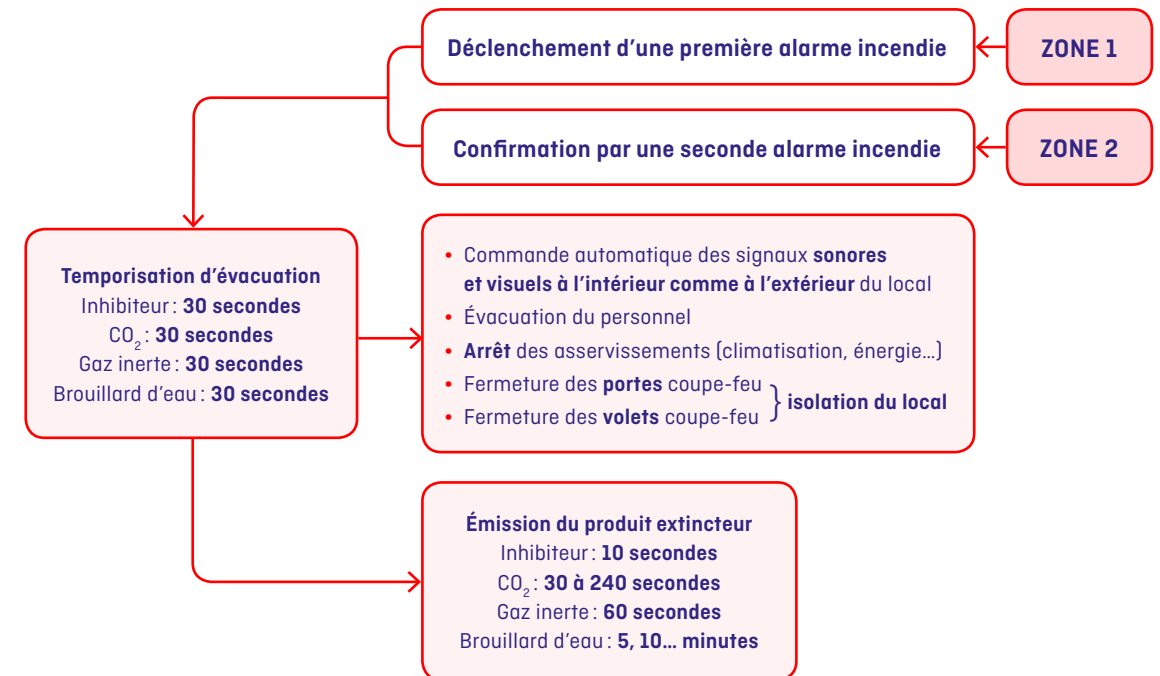 Déclenchement d’une première alarme incendie
ZONE 1
Confirmation par une seconde alarme incendie
ZONE 2
Temporisation d’évacuation
Inhibiteur : 30 secondes
CO₂ : 30 secondes
Gaz inerte : 30 secondes
Brouillard d’eau : 30 secondes
• Commande automatique des signaux sonores
et visuels à l’intérieur comme à l’extérieur du local
• Évacuation du personnel
• Arrêt des asservissements (climatisation, énergie…)
• Fermeture des portes coupe-feu
• Fermeture des volets coupe-feu
} isolation du local
Émission du produit extincteur
Inhibiteur : 10 secondes
CO₂ : 30 à 240 secondes
Gaz inerte : 60 secondes
Brouillard d’eau : 5, 10… minutes